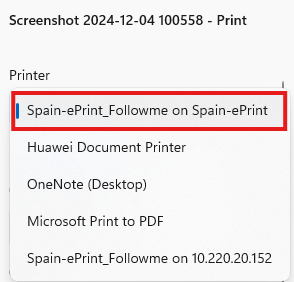 Screenshot 2024-12-04 100558 - Print
Printer
Spain-ePrint_Followme on Spain-ePrint
Huawei Document Printer
OneNote (Desktop)
Microsoft Print to PDF
Spain-ePrint_Followme on 10.220.20.152